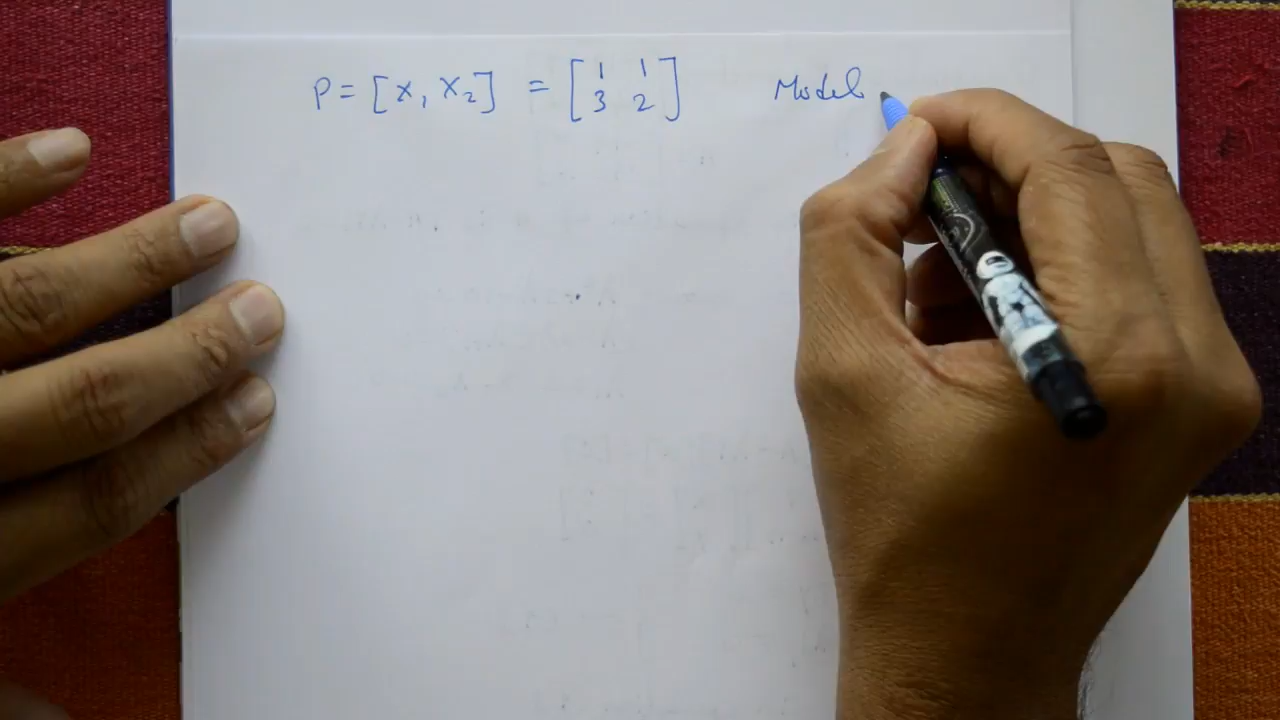 P = [x₁ x₂] = [1 1; 3 2] Model